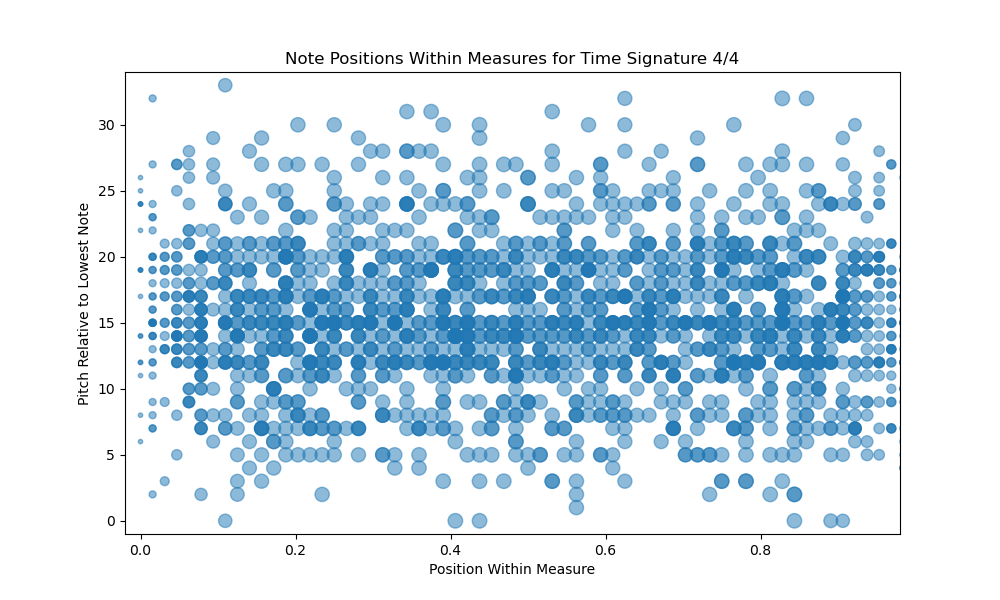 Note Positions Within Measures for Time Signature 4/4
30
25
20
15
10
5
0
Pitch Relative to Lowest Note
0.0 0.2 0.4 0.6 0.8
Position Within Measure